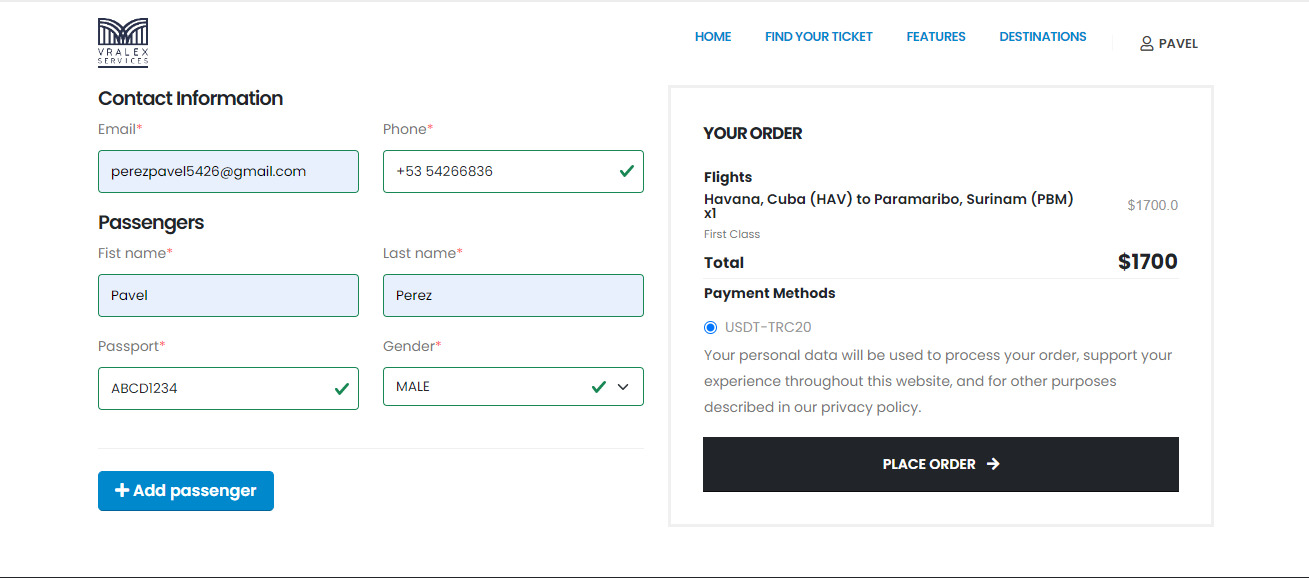 VRALEX
SERVICES
HOME
FIND YOUR TICKET
FEATURES
DESTINATIONS
PAVEL
Contact Information
Email*
Phone*
perezpavel5426@gmail.com
+53 54266836
Passengers
Fist name*
Last name*
Pavel
Perez
Passport*
Gender*
ABCD1234
MALE
Add passenger
YOUR ORDER
Flights
Havana, Cuba (HAV) to Paramaribo, Surinam (PBM)
x1
$1700.0
First Class
Total
$1700
Payment Methods
USDT-TRC20
Your personal data will be used to process your order, support your
experience throughout this website, and for other purposes
described in our privacy policy.
PLACE ORDER